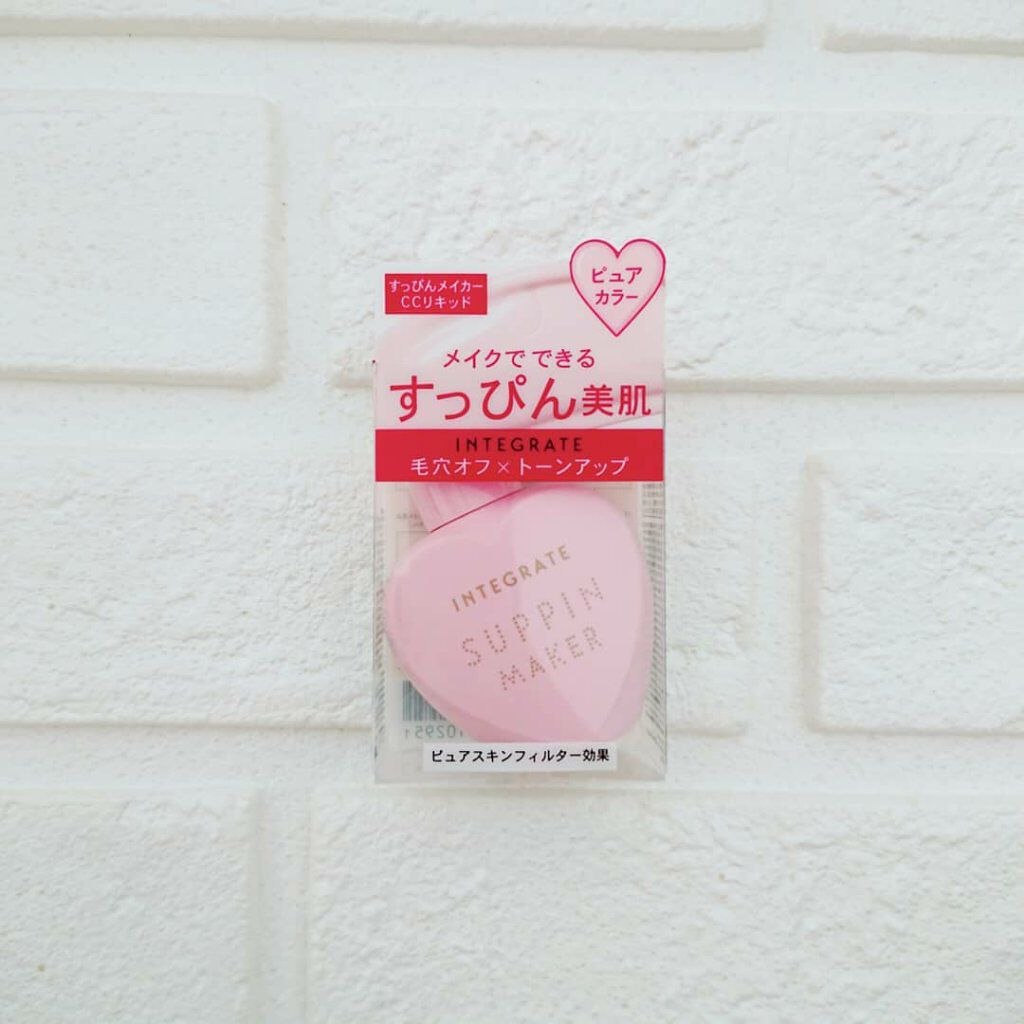 すっぴんメイカー
CCリキッド
ピュア
カラー
メイクで できる
すっぴん美肌
INTEGRATE
毛穴オフ×トーンアップ
INTEGRATE
SUPPIN
MAKER
ピュアスキンフィルター効果